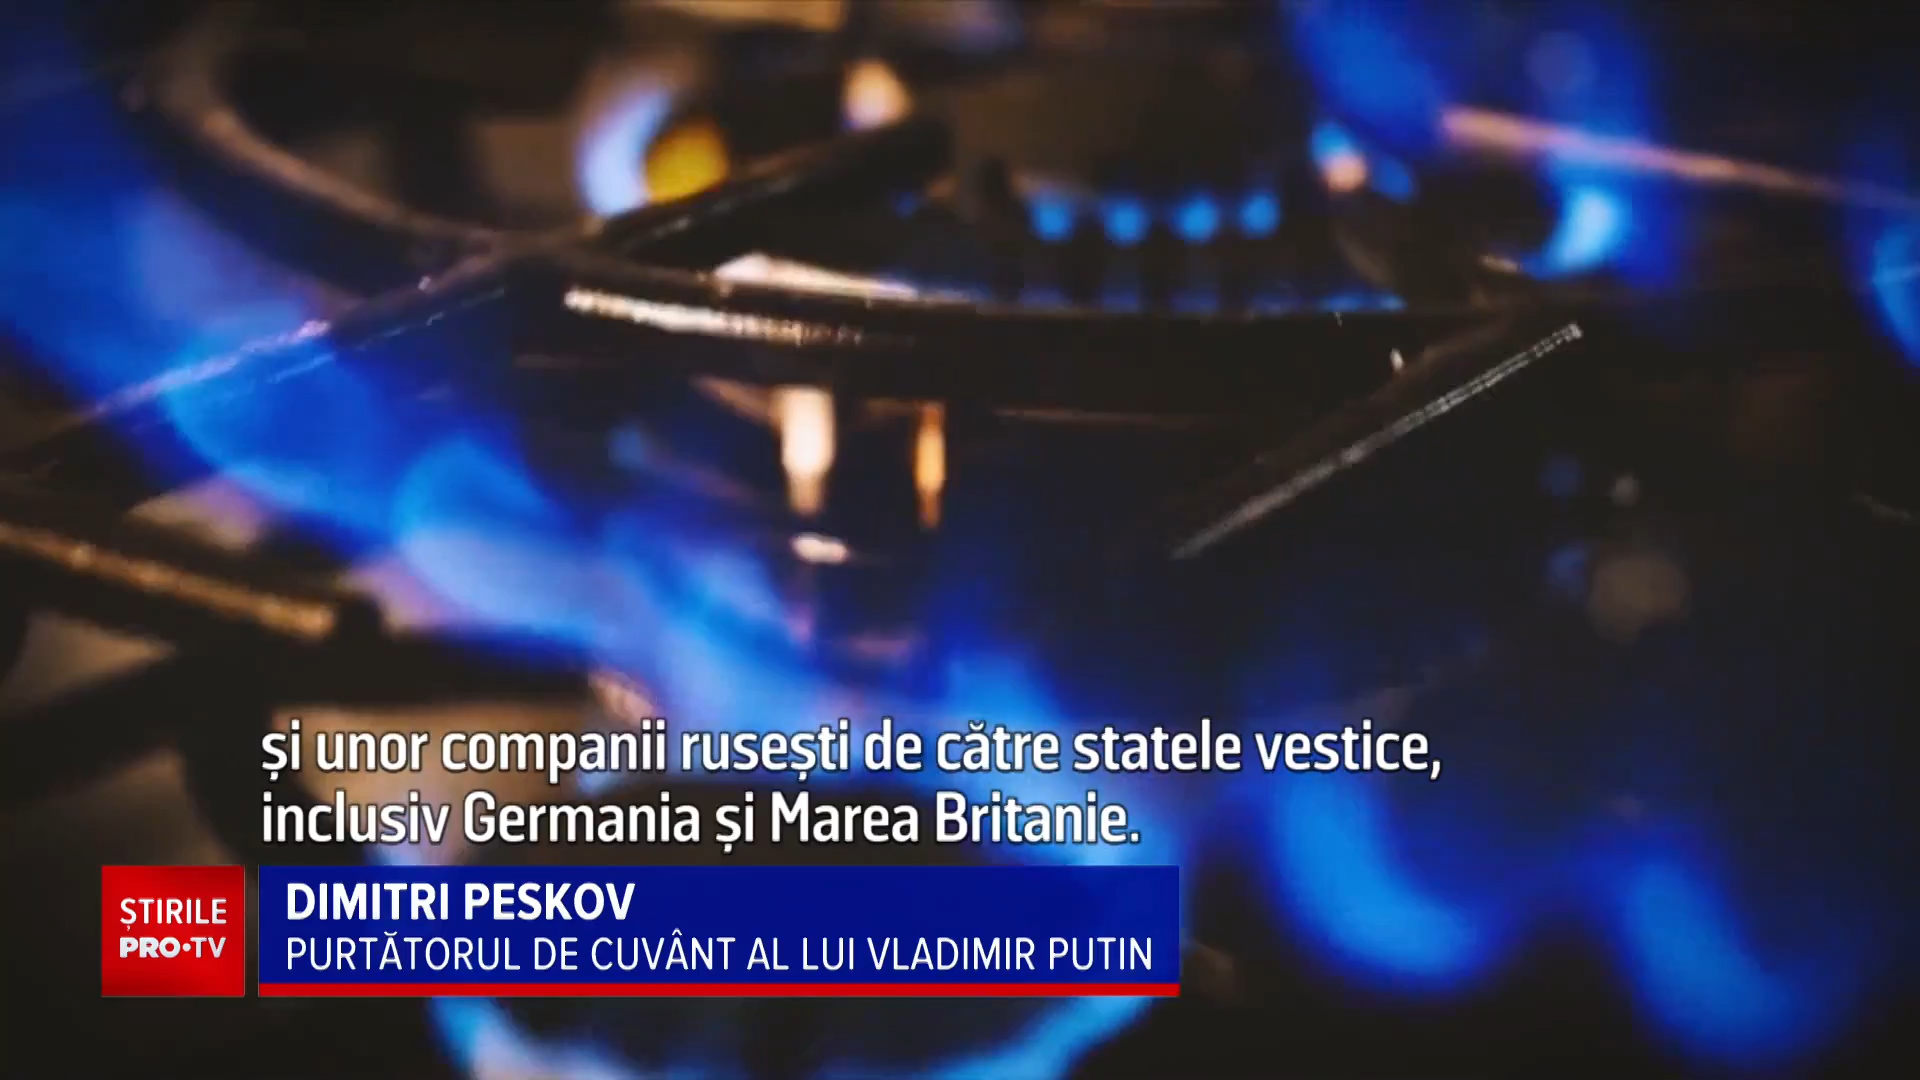 și unor companii rusești de către statele vestice,
inclusiv Germania și Marea Britanie.
ȘTIRILE
PRO•TV
DIMITRI PESKOV
PURTĂTORUL DE CUVÂNT AL LUI VLADIMIR PUTIN